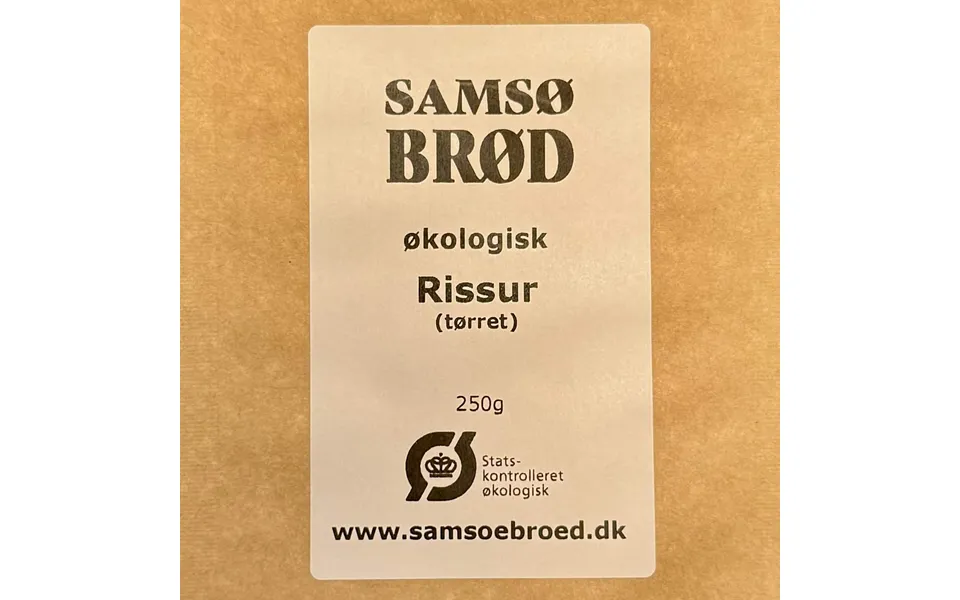 SAMSØ
BRØD
økologisk
Rissur
(tørret)
250g
Ø
Stats-
kontrolleret
økologisk
www.samsoebroed.dk